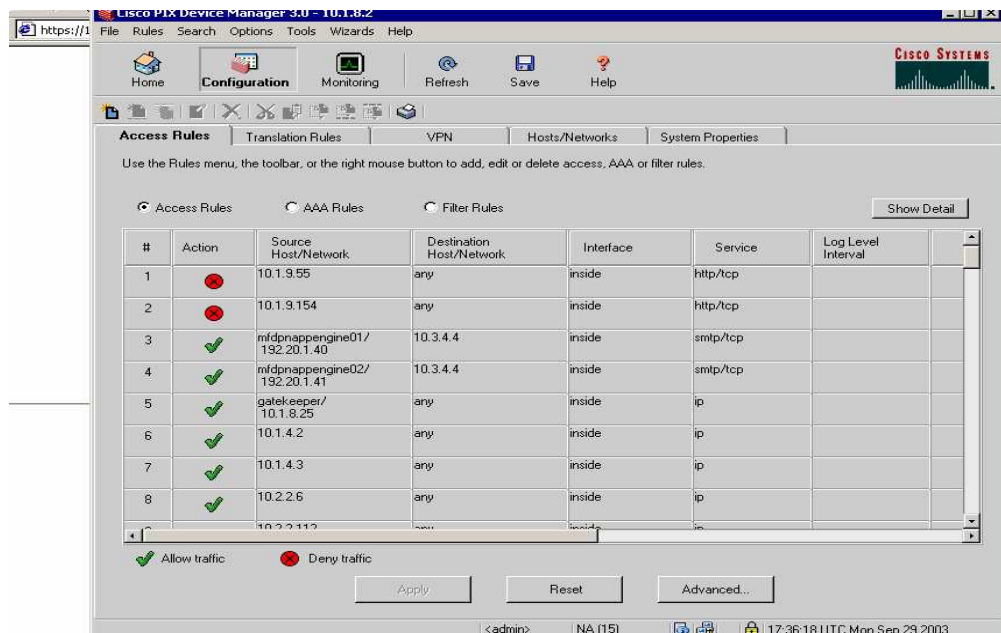 Cisco PIX Device Manager 3.0 - 10.1.8.2
https://1
File Rules Search Options Tools Wizards Help
Home Configuration Monitoring Refresh Save Help
CISCO SYSTEMS
Access Rules Translation Rules VPN Hosts/Networks System Properties
Use the Rules menu, the toolbar, or the right mouse button to add, edit or delete access, AAA or filter rules.
Access Rules AAA Rules Filter Rules
Show Detail
# Action Source Host/Network Destination Host/Network Interface Service Log Level Interval
1 10.1.9.55 any inside http/tcp
2 10.1.9.154 any inside http/tcp
3 mfdpnappengine01/ 192.20.1.40 10.3.4.4 inside smtp/tcp
4 mfdpnappengine02/ 192.20.1.41 10.3.4.4 inside smtp/tcp
5 gatekeeper/ 10.1.8.25 any inside ip
6 10.1.4.2 any inside ip
7 10.1.4.3 any inside ip
8 10.2.2.6 any inside ip
10.2.2.112 any inside ip
Allow traffic Deny traffic
Apply Reset Advanced...
<admin> NA (15) 17:36:18 UTC Mon Sep 29 2003